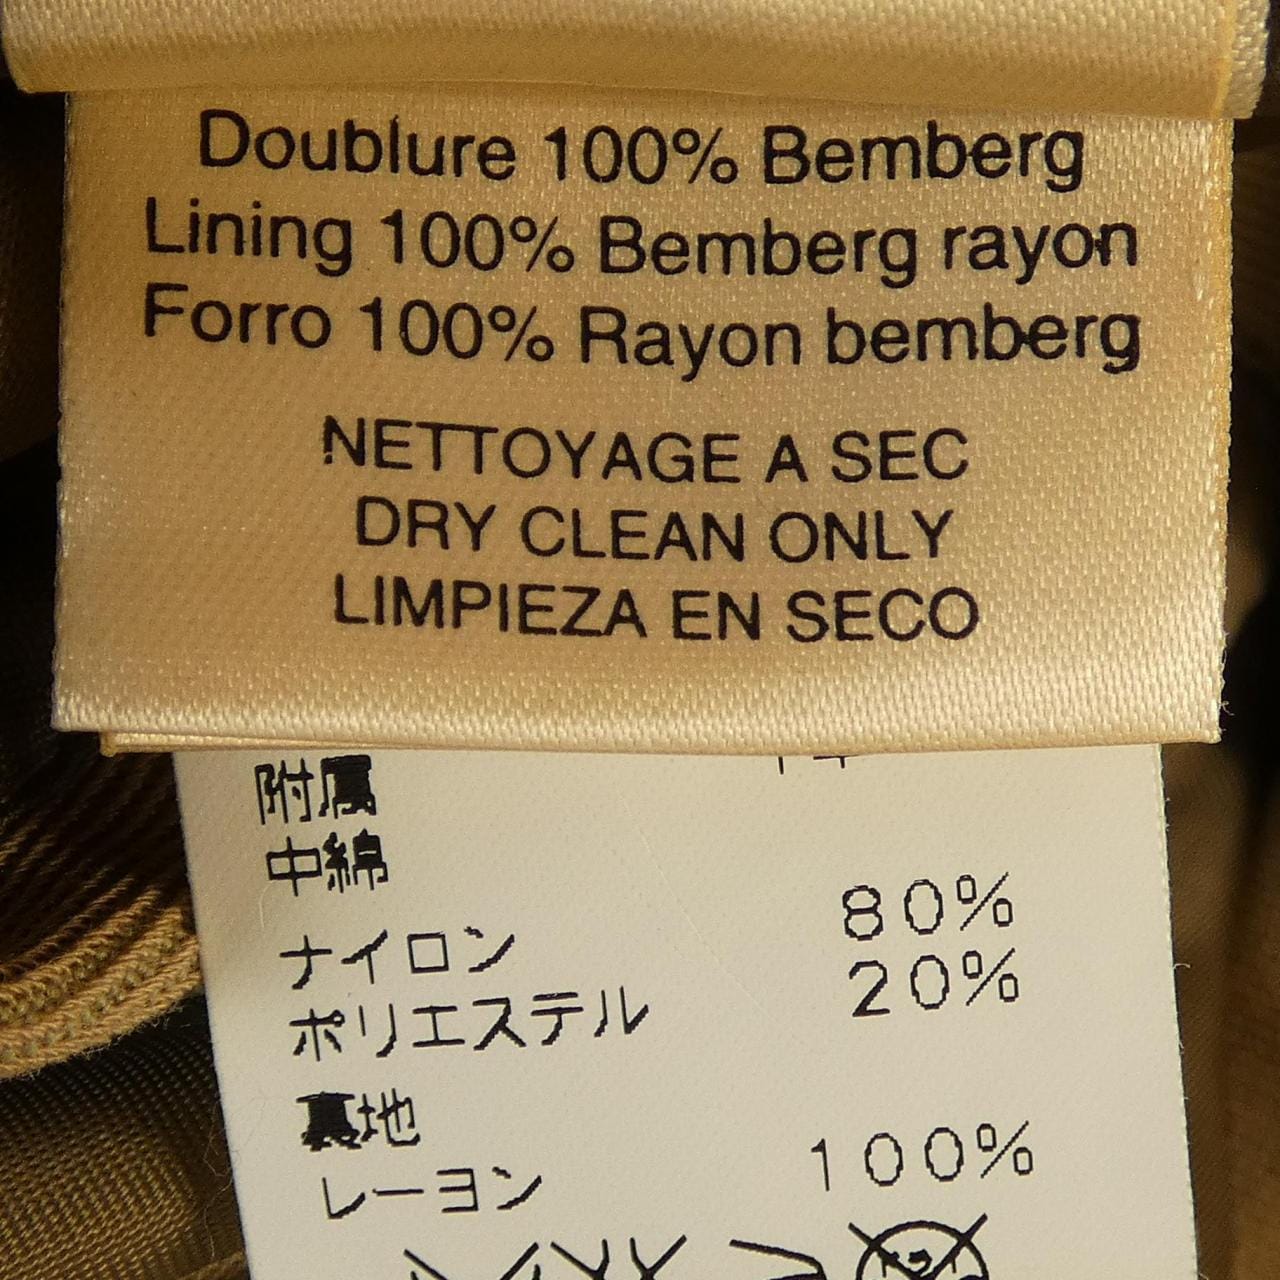 Doublure 100% Bemberg
Lining 100% Bemberg rayon
Forro 100% Rayon bemberg
NETTOYAGE A SEC
DRY CLEAN ONLY
LIMPIEZA EN SECO
附属
中綿
ナイロン 80%
ポリエステル 20%
裏地
レーヨン 100%